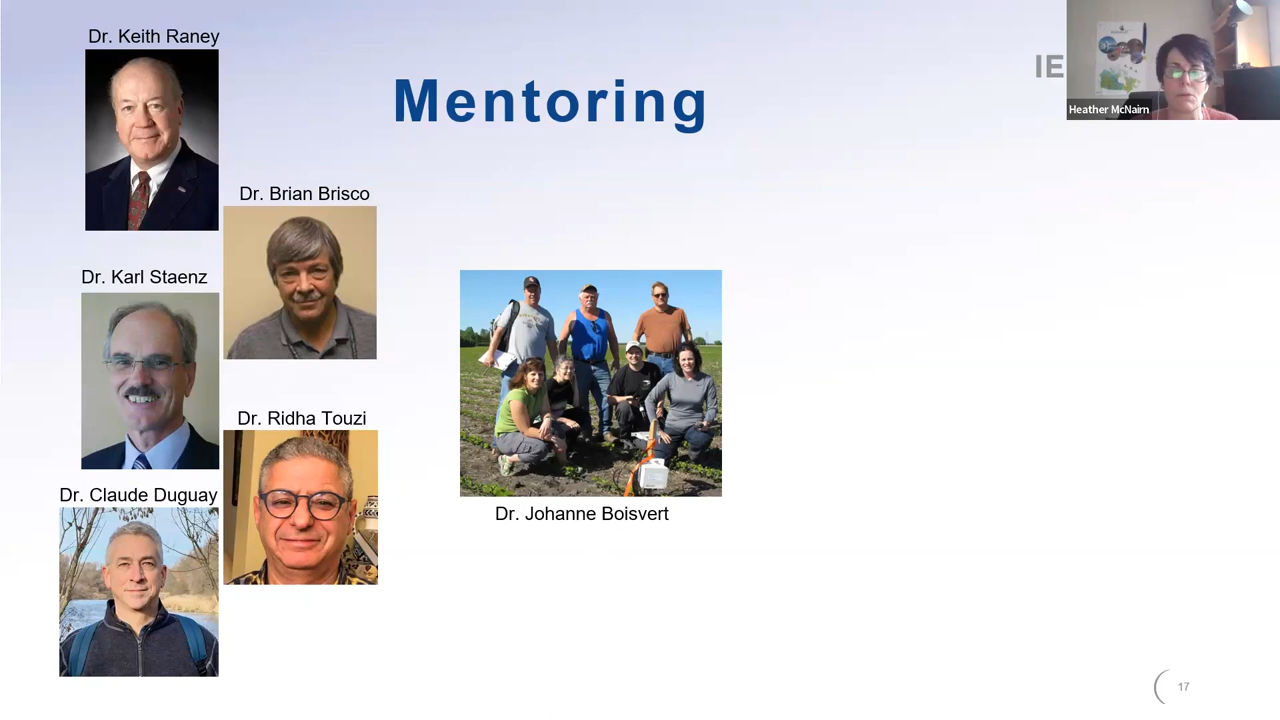 Dr. Keith Raney
Mentoring
IE
Heather McNairn
Dr. Brian Brisco
Dr. Karl Staenz
Dr. Ridha Touzi
Dr. Claude Duguay
Dr. Johanne Boisvert
17